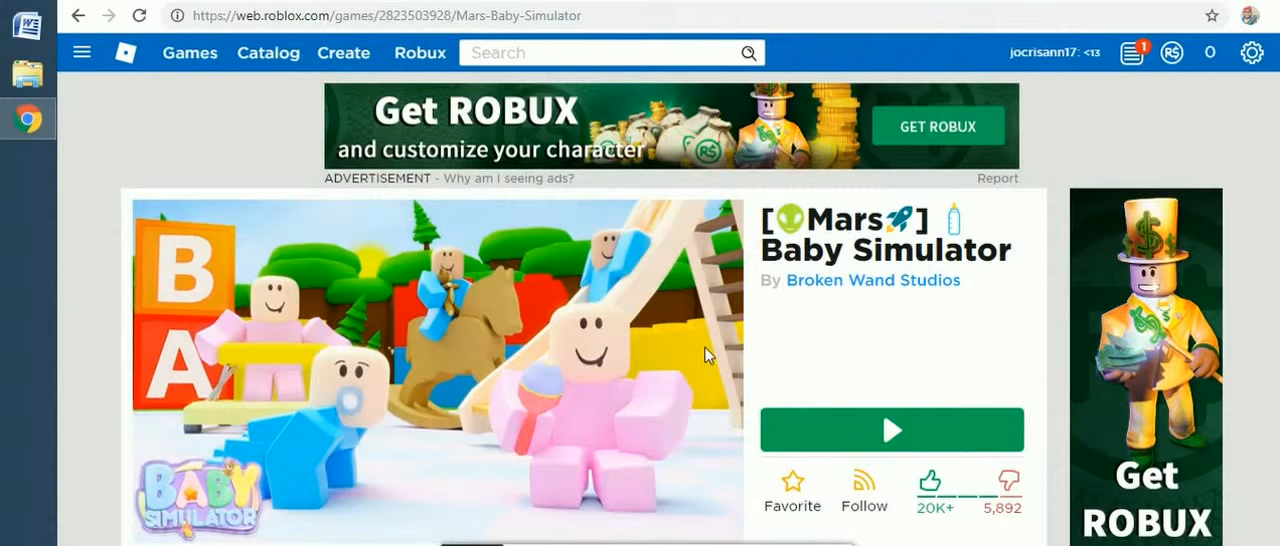 https://web.roblox.com/games/2823503928/Mars-Baby-Simulator
Games Catalog Create Robux Search jocrisann17: <13 1 R$ 0
Get ROBUX
and customize your character
R$
GET ROBUX
ADVERTISEMENT - Why am I seeing ads? Report
[👽Mars🚀] 🍼
Baby Simulator
By Broken Wand Studios
B
A
BABY
SIMULATOR
Favorite Follow 20K+ 5,892
$
Get
ROBUX